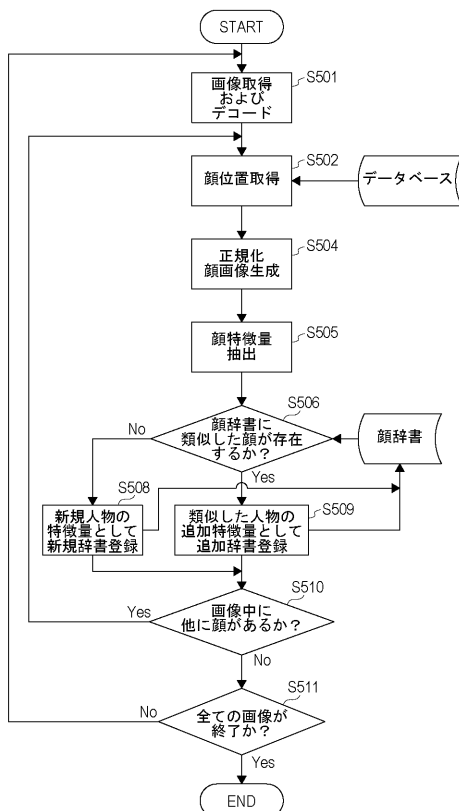 START
画像取得
および
デコード
S501
顔位置取得
S502
データベース
正規化
顔画像生成
S504
顔特徴量
抽出
S505
顔辞書に
類似した顔が存在
するか?
S506
顔辞書
No
Yes
新規人物の
特徴量として
新規辞書登録
S508
類似した人物の
追加特徴量として
追加辞書登録
S509
画像中に
他に顔があるか?
S510
Yes
No
全ての画像が
終了か?
S511
No
Yes
END